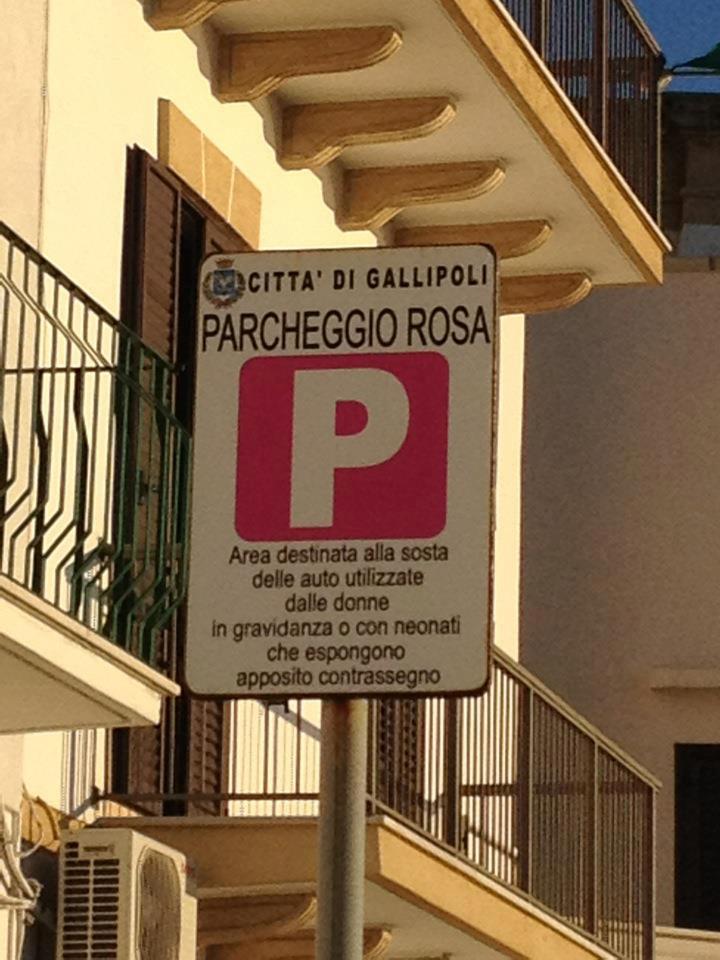 CITTA' DI GALLIPOLI
PARCHEGGIO ROSA
P
Area destinata alla sosta
delle auto utilizzate
dalle donne
in gravidanza o con neonati
che espongono
apposito contrassegno